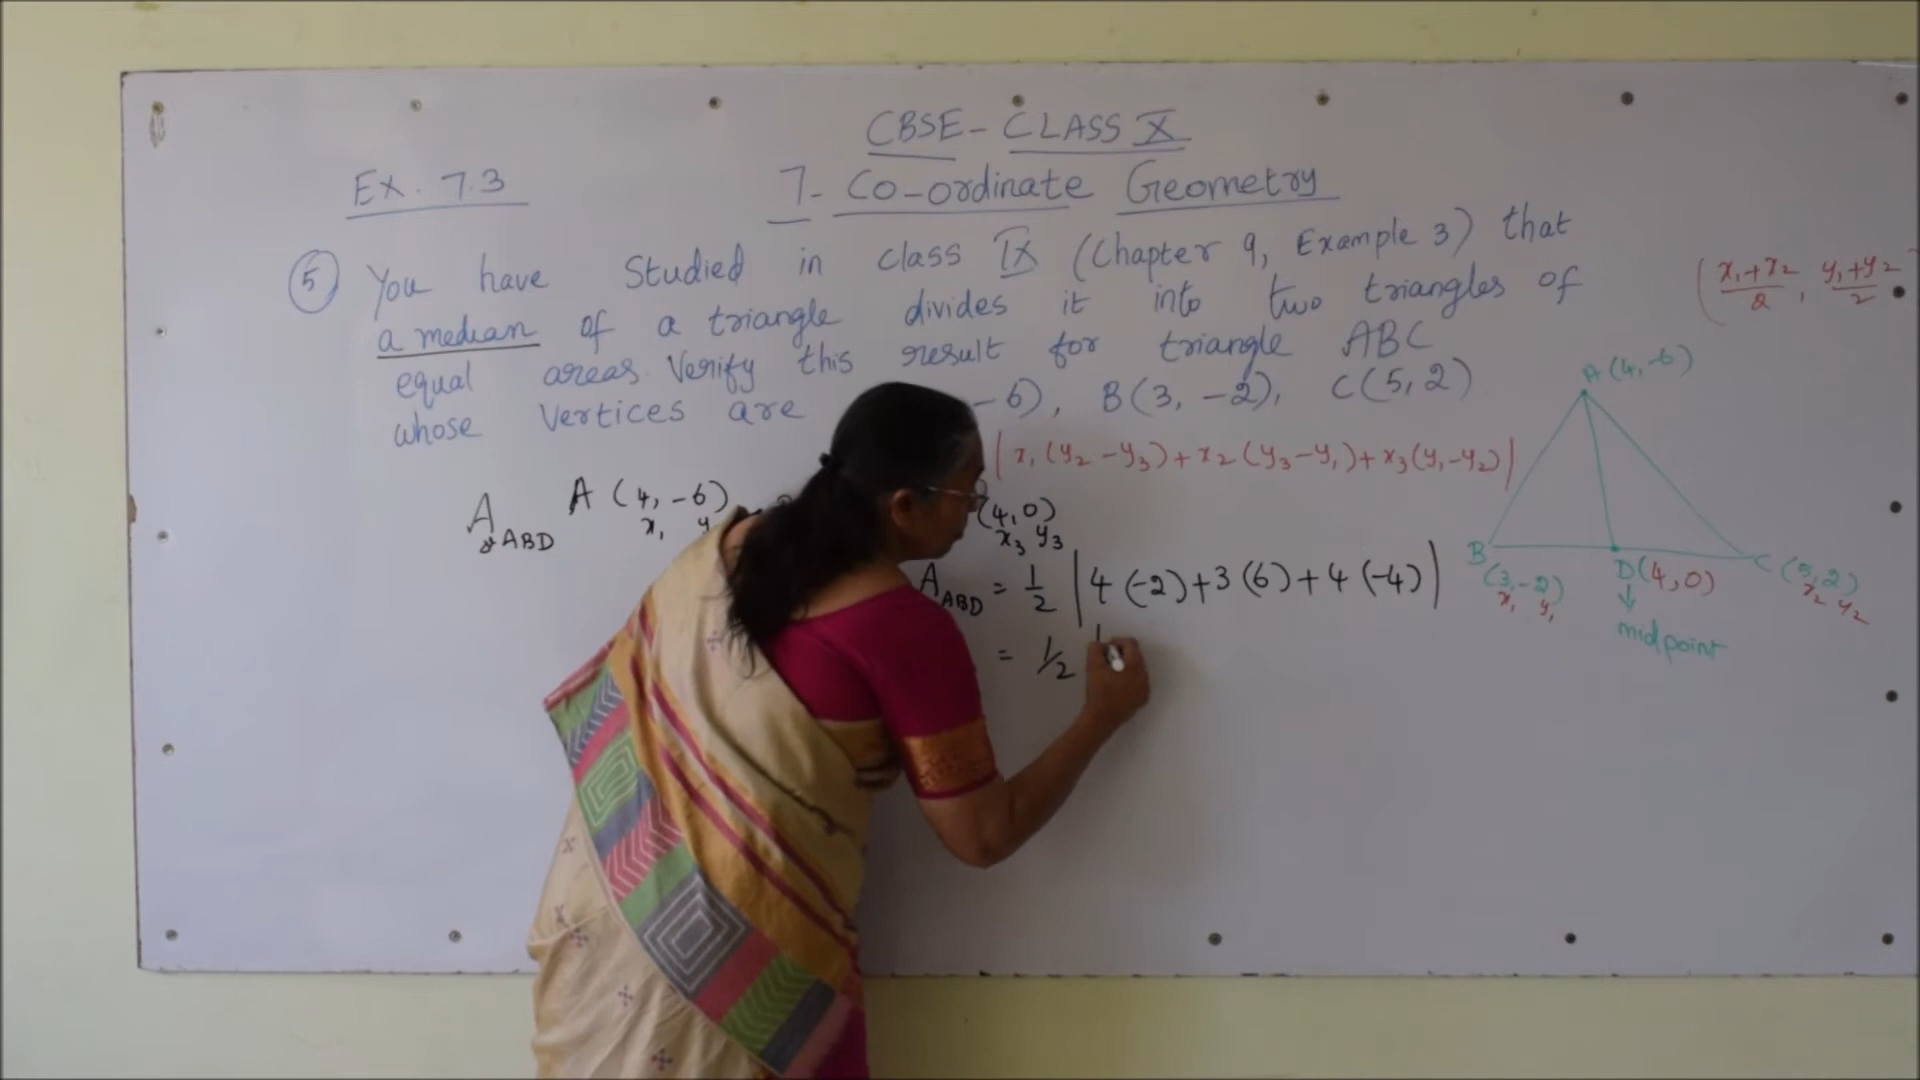 CBSE - CLASS X
EX. 7.3
7- Co-ordinate Geometry
5 You have studied in class IX (Chapter 9, Example 3) that
a median of a triangle divides it into two triangles of
equal areas. Verify this result for triangle ABC
whose vertices are -6), B(3, -2), C(5, 2)
(x₁+x₂/2, y₁+y₂/2
|x₁(y₂-y₃)+x₂(y₃-y₁)+x₃(y₁-y₂)|
A ABD A (4, -6) (4,0)
x₁ y x₃ y₃
A ABD = 1/2 |4(-2)+3(6)+4(-4)|
= 1/2 |
A(4,-6)
B D(4,0) C (5,2)
(3,-2) x₂ y₂
x₁ y₁
midpoint